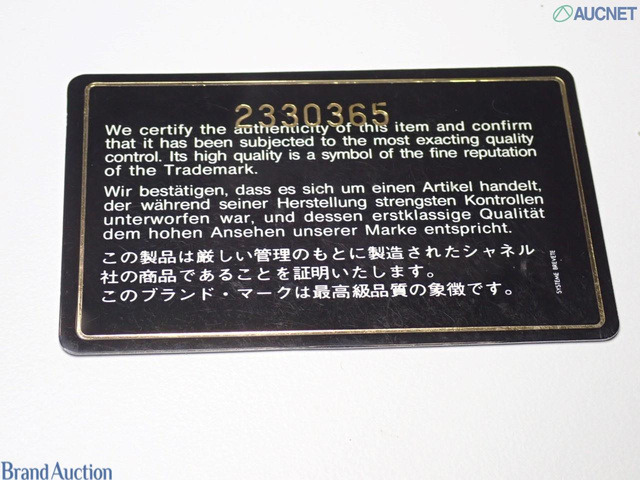 AUCNET
2330365
We certify the authenticity of this item and confirm
that it has been subjected to the most exacting quality
control. Its high quality is a symbol of the fine reputation
of the Trademark.
Wir bestätigen, dass es sich um einen Artikel handelt,
der während seiner Herstellung strengsten Kontrollen
unterworfen war, und dessen erstklassige Qualität
dem hohen Ansehen unserer Marke entspricht.
この製品は厳しい管理のもとに製造されたシャネル
社の商品であることを証明いたします。
このブランド・マークは最高級品質の象徴です。
SYSTEME BREVETE
Brand Auction